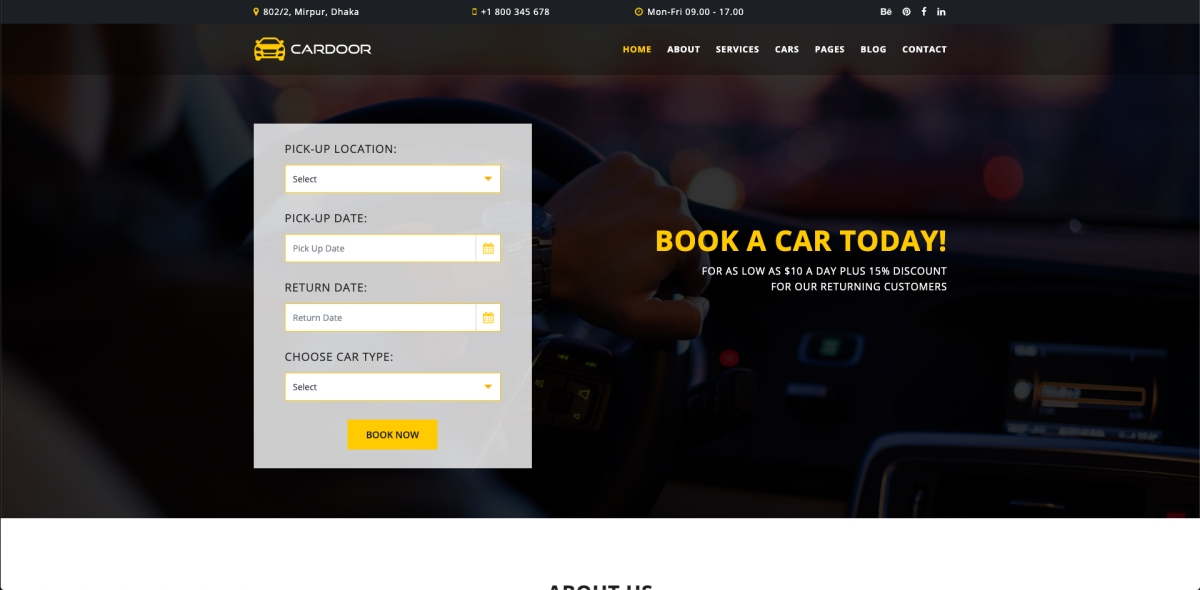 802/2, Mirpur, Dhaka
+1 800 345 678
Mon-Fri 09.00 - 17.00
CARDOOR
HOME ABOUT SERVICES CARS PAGES BLOG CONTACT
PICK-UP LOCATION:
Select
PICK-UP DATE:
Pick Up Date
RETURN DATE:
Return Date
CHOOSE CAR TYPE:
Select
BOOK NOW
BOOK A CAR TODAY!
FOR AS LOW AS $10 A DAY PLUS 15% DISCOUNT
FOR OUR RETURNING CUSTOMERS
ABOUT US